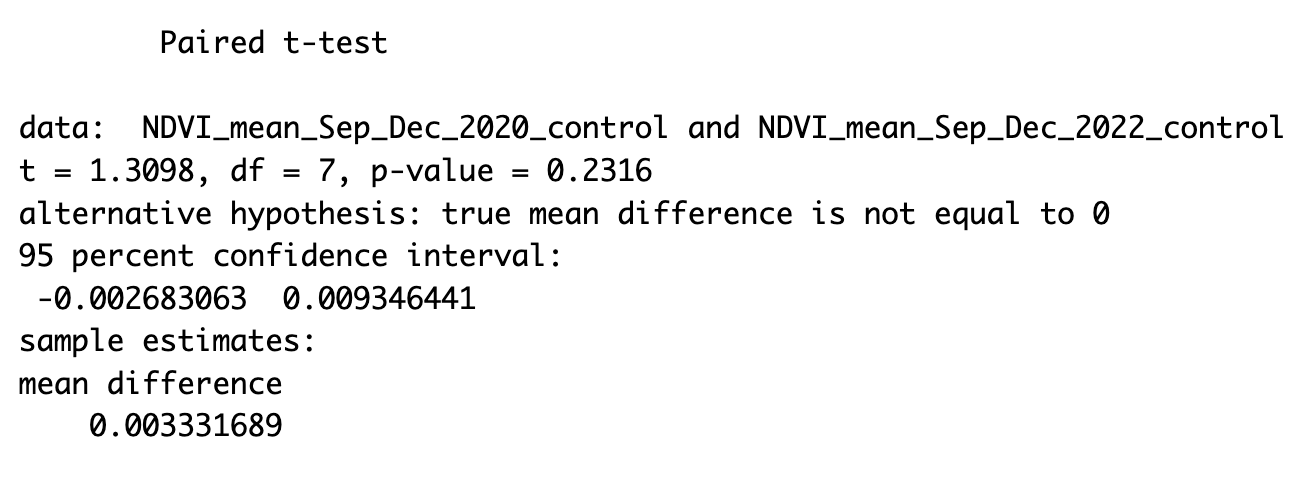 Paired t-test
data:  NDVI_mean_Sep_Dec_2020_control and NDVI_mean_Sep_Dec_2022_control
t = 1.3098, df = 7, p-value = 0.2316
alternative hypothesis: true mean difference is not equal to 0
95 percent confidence interval:
-0.002683063  0.009346441
sample estimates:
mean difference
0.003331689